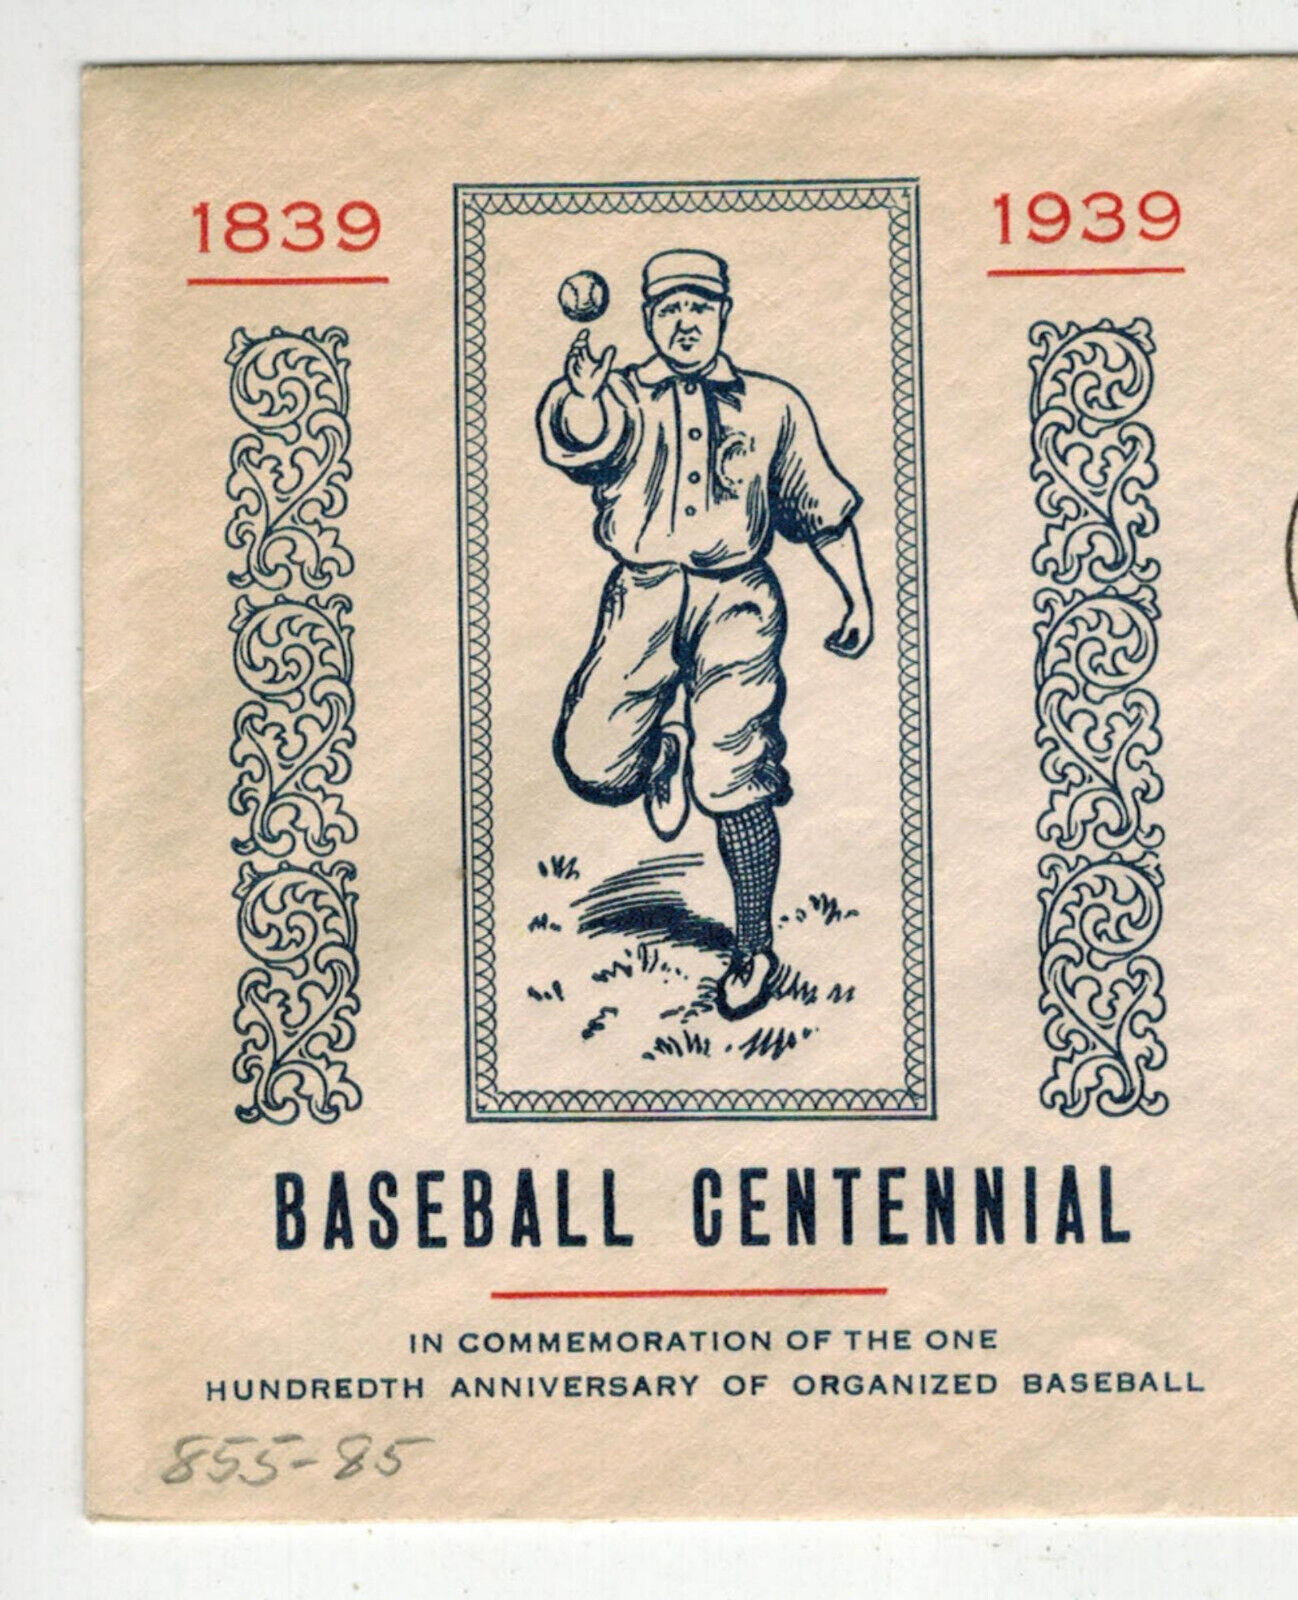 1839 1939
BASEBALL CENTENNIAL
IN COMMEMORATION OF THE ONE
HUNDREDTH ANNIVERSARY OF ORGANIZED BASEBALL
855-85